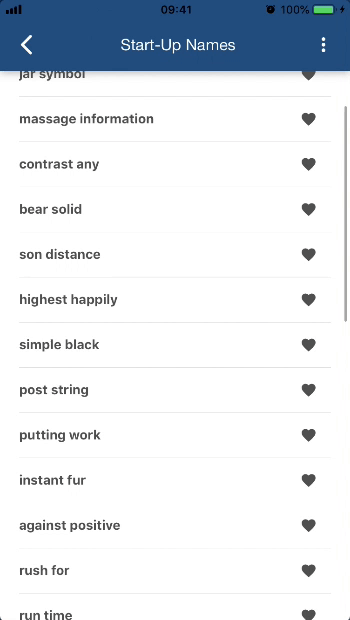 09:41
100%
Start-Up Names
jar symbol
massage information
contrast any
bear solid
son distance
highest happily
simple black
post string
putting work
instant fur
against positive
rush for
run time